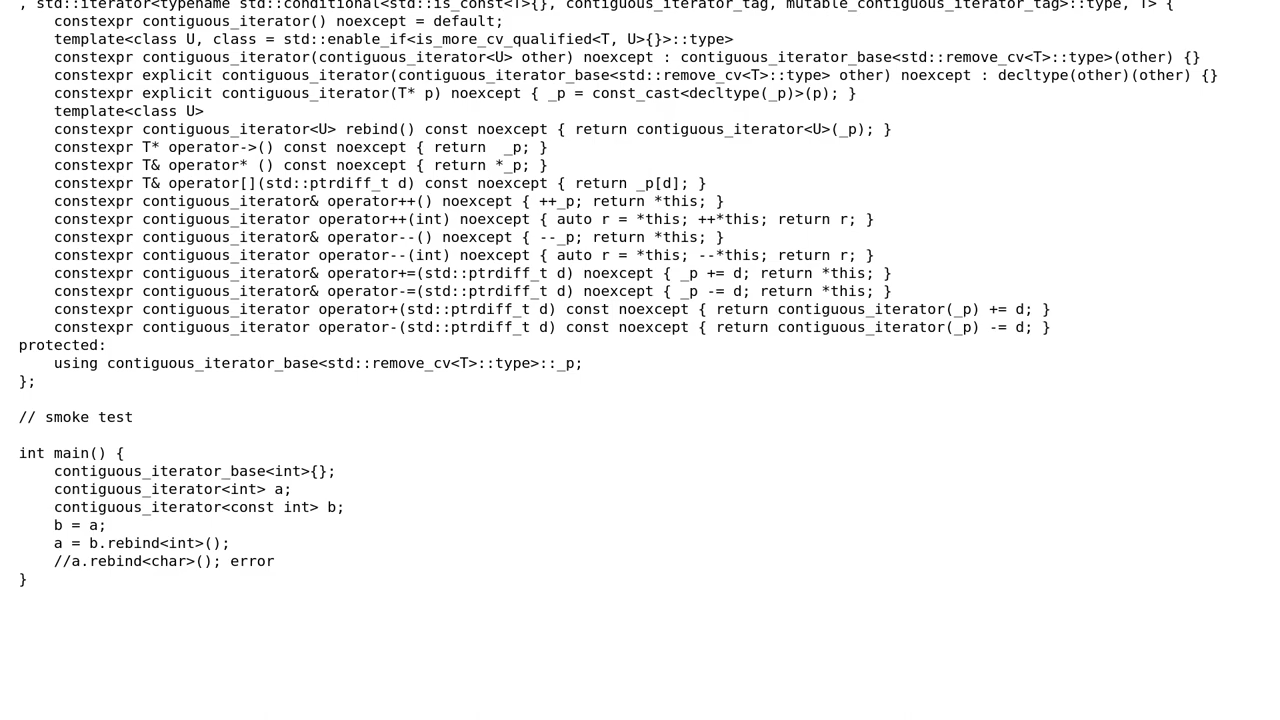 , std::iterator<typename std::conditional<std::is_const<T>{}, contiguous_iterator_tag, mutable_contiguous_iterator_tag>::type, T> {
    constexpr contiguous_iterator() noexcept = default;
    template<class U, class = std::enable_if<is_more_cv_qualified<T, U>{}>::type>
    constexpr contiguous_iterator(contiguous_iterator<U> other) noexcept : contiguous_iterator_base<std::remove_cv<T>::type>(other) {}
    constexpr explicit contiguous_iterator(contiguous_iterator_base<std::remove_cv<T>::type> other) noexcept : decltype(other)(other) {}
    constexpr explicit contiguous_iterator(T* p) noexcept { _p = const_cast<decltype(_p)>(p); }
    template<class U>
    constexpr contiguous_iterator<U> rebind() const noexcept { return contiguous_iterator<U>(_p); }
    constexpr T* operator->() const noexcept { return  _p; }
    constexpr T& operator* () const noexcept { return *_p; }
    constexpr T& operator[](std::ptrdiff_t d) const noexcept { return _p[d]; }
    constexpr contiguous_iterator& operator++() noexcept { ++_p; return *this; }
    constexpr contiguous_iterator operator++(int) noexcept { auto r = *this; ++*this; return r; }
    constexpr contiguous_iterator& operator--() noexcept { --_p; return *this; }
    constexpr contiguous_iterator operator--(int) noexcept { auto r = *this; --*this; return r; }
    constexpr contiguous_iterator& operator+=(std::ptrdiff_t d) noexcept { _p += d; return *this; }
    constexpr contiguous_iterator& operator-=(std::ptrdiff_t d) noexcept { _p -= d; return *this; }
    constexpr contiguous_iterator operator+(std::ptrdiff_t d) const noexcept { return contiguous_iterator(_p) += d; }
    constexpr contiguous_iterator operator-(std::ptrdiff_t d) const noexcept { return contiguous_iterator(_p) -= d; }
protected:
    using contiguous_iterator_base<std::remove_cv<T>::type>::_p;
};

// smoke test

int main() {
    contiguous_iterator_base<int>{};
    contiguous_iterator<int> a;
    contiguous_iterator<const int> b;
    b = a;
    a = b.rebind<int>();
    //a.rebind<char>(); error
}